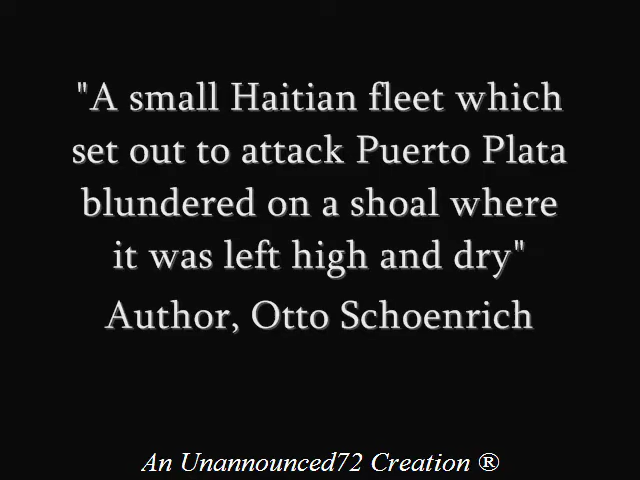 "A small Haitian fleet which
set out to attack Puerto Plata
blundered on a shoal where
it was left high and dry"
Author, Otto Schoenrich
An Unannounced72 Creation ®